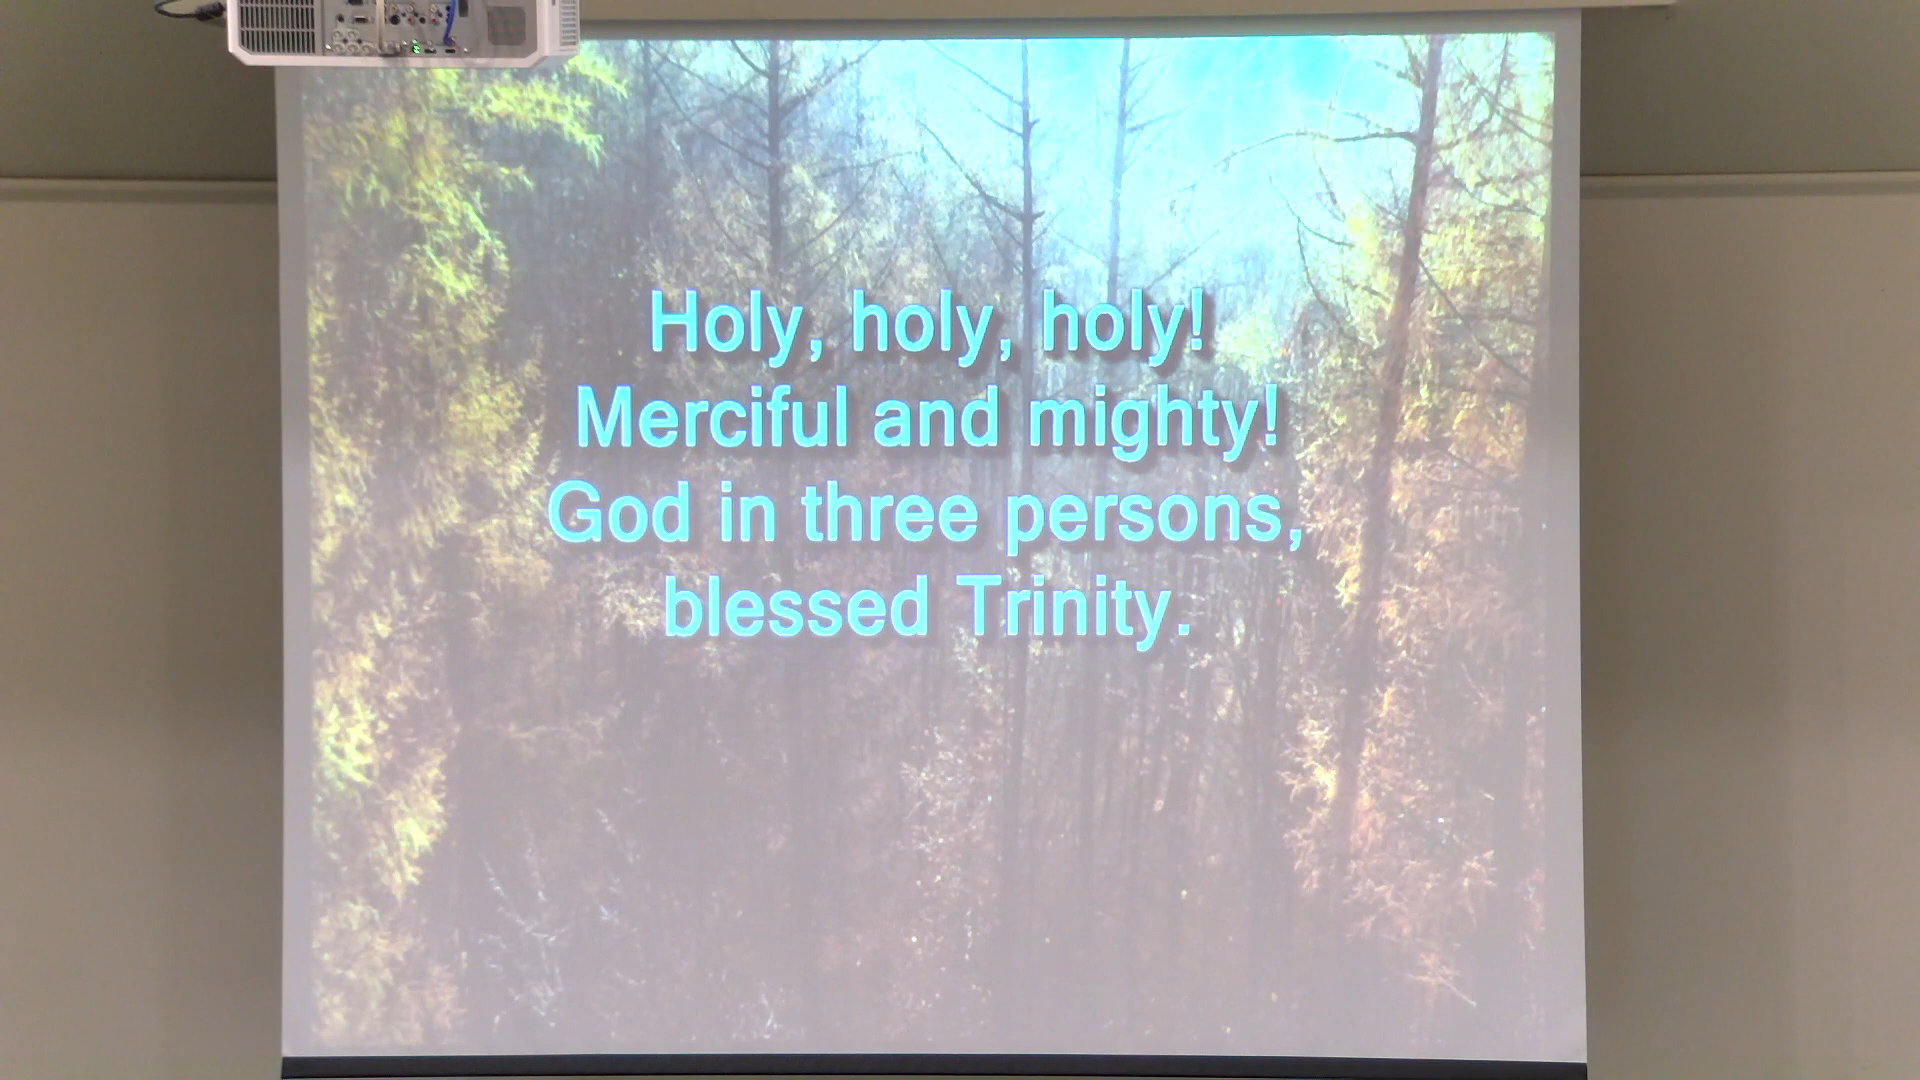 Holy, holy, holy!
Merciful and mighty!
God in three persons,
blessed Trinity.